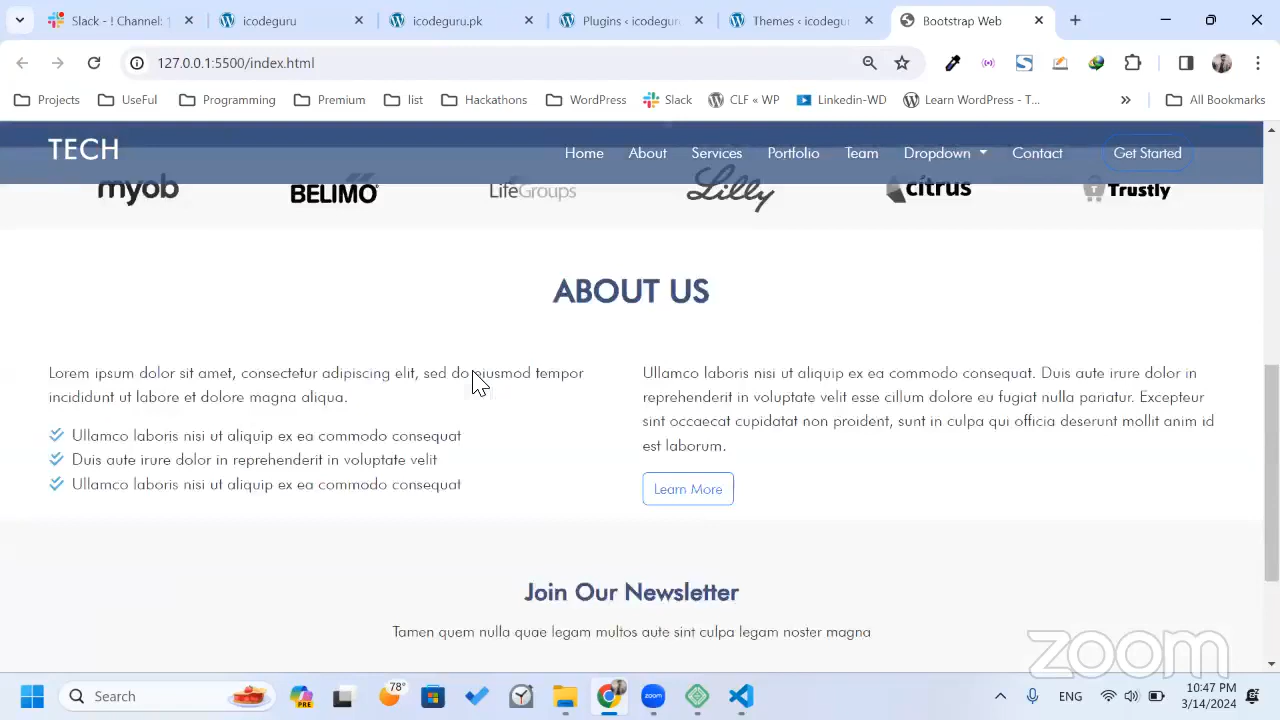 Slack - ! Channel:
icodeguru
icodeguru.pk
Plugins ‹ icodeguru
Themes ‹ icodegu
Bootstrap Web
127.0.0.1:5500/index.html
Projects
UseFul
Programming
Premium
list
Hackathons
WordPress
Slack
CLF « WP
Linkedin-WD
Learn WordPress - T...
All Bookmarks
TECH
Home
About
Services
Portfolio
Team
Dropdown
Contact
Get Started
myob
BELIMO
LifeGroups
Lilly
citrus
Trustly
ABOUT US
Lorem ipsum dolor sit amet, consectetur adipiscing elit, sed do eiusmod tempor
incididunt ut labore et dolore magna aliqua.
Ullamco laboris nisi ut aliquip ex ea commodo consequat
Duis aute irure dolor in reprehenderit in voluptate velit
Ullamco laboris nisi ut aliquip ex ea commodo consequat
Ullamco laboris nisi ut aliquip ex ea commodo consequat. Duis aute irure dolor in
reprehenderit in voluptate velit esse cillum dolore eu fugiat nulla pariatur. Excepteur
sint occaecat cupidatat non proident, sunt in culpa qui officia deserunt mollit anim id
est laborum.
Learn More
Join Our Newsletter
Tamen quem nulla quae legam multos aute sint culpa legam noster magna
zoom
Search
PRE
78°
zoom
ENG
10:47 PM
3/14/2024